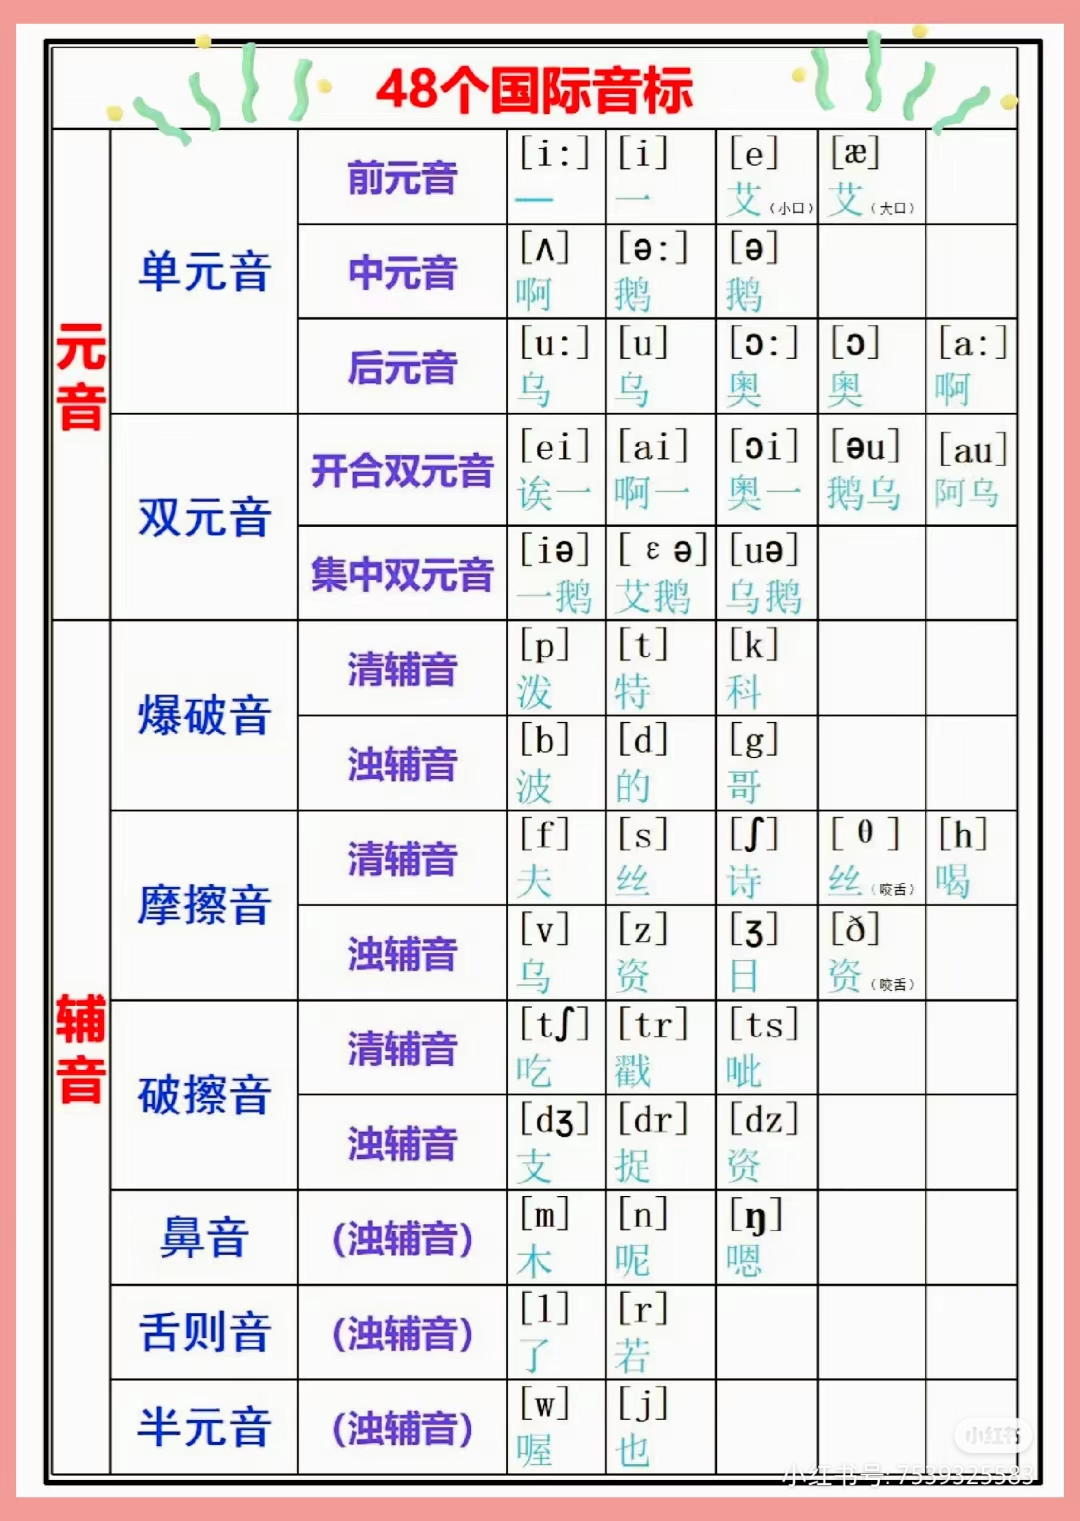 48个国际音标
元音
单元音
前元音
[i:] [i] [e] [æ]
一 一 艾（小口） 艾（大口）
中元音
[ʌ] [ə:] [ə]
啊 鹅 鹅
后元音
[u:] [u] [ɔ:] [ɔ] [a:]
乌 乌 奥 奥 啊
双元音
开合双元音
[ei] [ai] [ɔi] [əu] [au]
诶一 啊一 奥一 鹅乌 阿乌
集中双元音
[iə] [ɛə] [uə]
一鹅 艾鹅 乌鹅
辅音
爆破音
清辅音
[p] [t] [k]
泼 特 科
浊辅音
[b] [d] [g]
波 的 哥
摩擦音
清辅音
[f] [s] [ʃ] [θ] [h]
夫 丝 诗 丝（咬舌） 喝
浊辅音
[v] [z] [ʒ] [ð]
乌 资 日 资（咬舌）
破擦音
清辅音
[tʃ] [tr] [ts]
吃 戳 呲
浊辅音
[dʒ] [dr] [dz]
支 捉 资
鼻音
(浊辅音)
[m] [n] [ŋ]
木 呢 嗯
舌则音
(浊辅音)
[l] [r]
了 若
半元音
(浊辅音)
[w] [j]
喔 也
小红书
小红书号: 7539325583